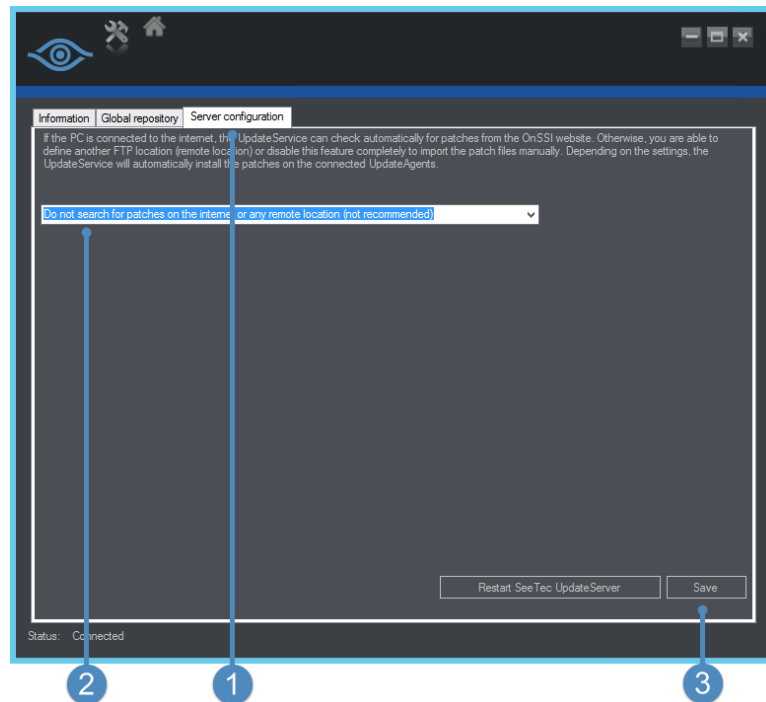 Information Global repository Server configuration
If the PC is connected to the internet, the UpdateService can check automatically for patches from the OnSSI website. Otherwise, you are able to
define another FTP location (remote location) or disable this feature completely to import the patch files manually. Depending on the settings, the
UpdateService will automatically install the patches on the connected UpdateAgents.
Do not search for patches on the internet or any remote location (not recommended)
Restart SeeTec UpdateServer Save
Status: Connected
2 1 3